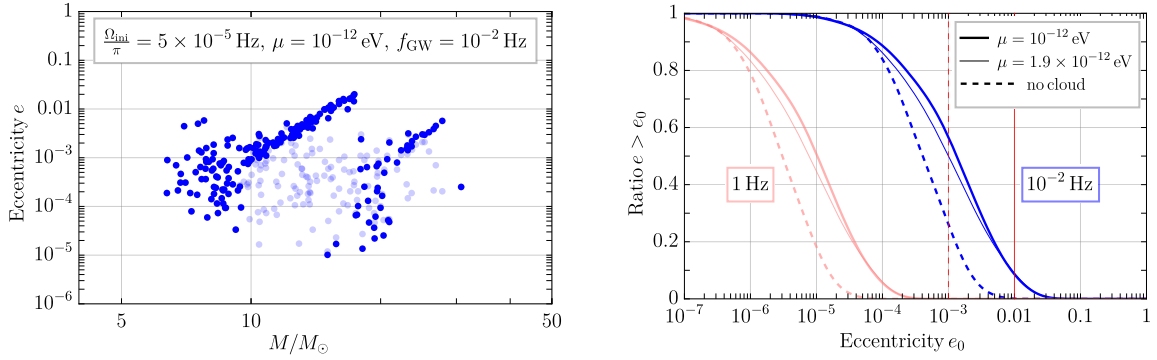 Ω_ini/π = 5 × 10⁻⁵ Hz, μ = 10⁻¹² eV, f_GW = 10⁻² Hz
Eccentricity e
1
0.1
0.01
10⁻³
10⁻⁴
10⁻⁵
10⁻⁶
5
10
50
M/M_⊙
Ratio e > e₀
1
0.8
0.6
0.4
0.2
0
μ = 10⁻¹² eV
μ = 1.9 × 10⁻¹² eV
no cloud
1 Hz
10⁻² Hz
10⁻⁷
10⁻⁶
10⁻⁵
10⁻⁴
10⁻³
0.01
0.1
1
Eccentricity e₀